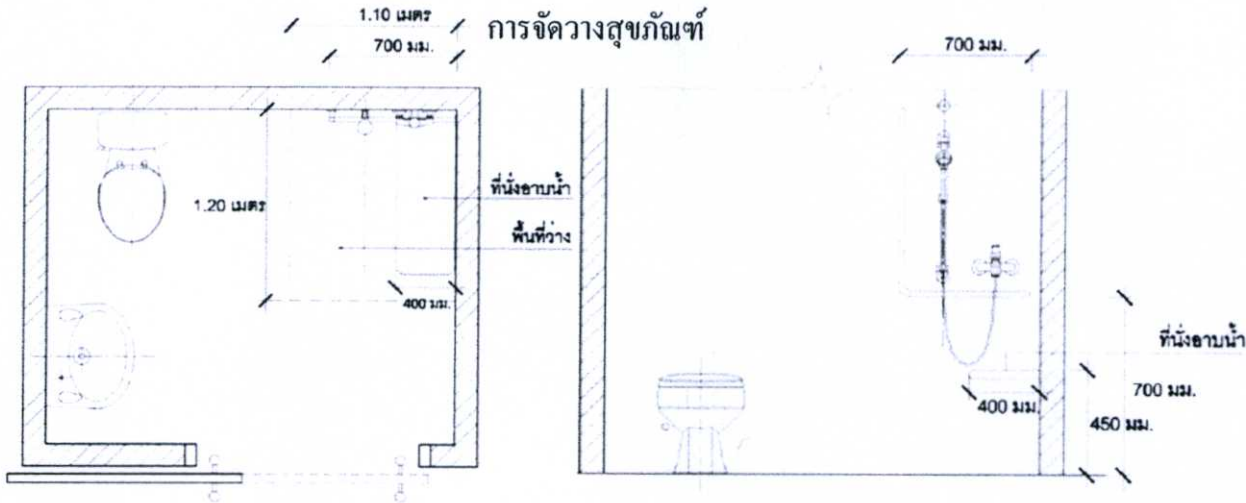 การจัดวางสุขภัณฑ์
1.10 เมตร
700 มม.
1.20 เมตร
ที่นั่งอาบน้ำ
พื้นที่ว่าง
400 มม.
700 มม.
ที่นั่งอาบน้ำ
400 มม.
700 มม.
450 มม.